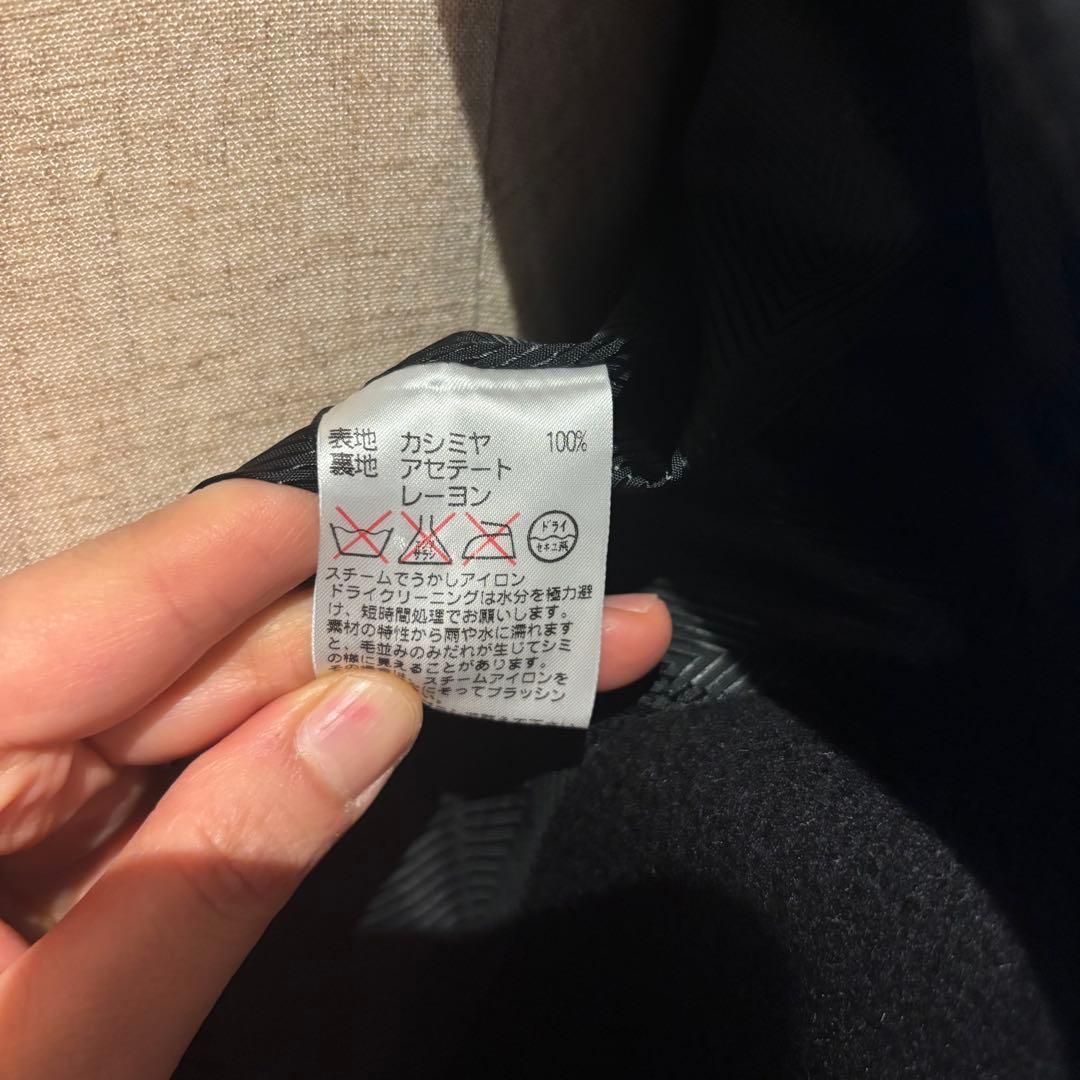 表地 カシミヤ 100%
裏地 アセテート
レーヨン
ドライ
セキユ系
スチームでうかしアイロン
ドライクリーニングは水分を極力避
け、短時間処理でお願いします。
素材の特性から雨や水に濡れます
と、毛並みのみだれが生じてシミ
の様に見えることがあります。
スチームアイロンを
ってブラッシン